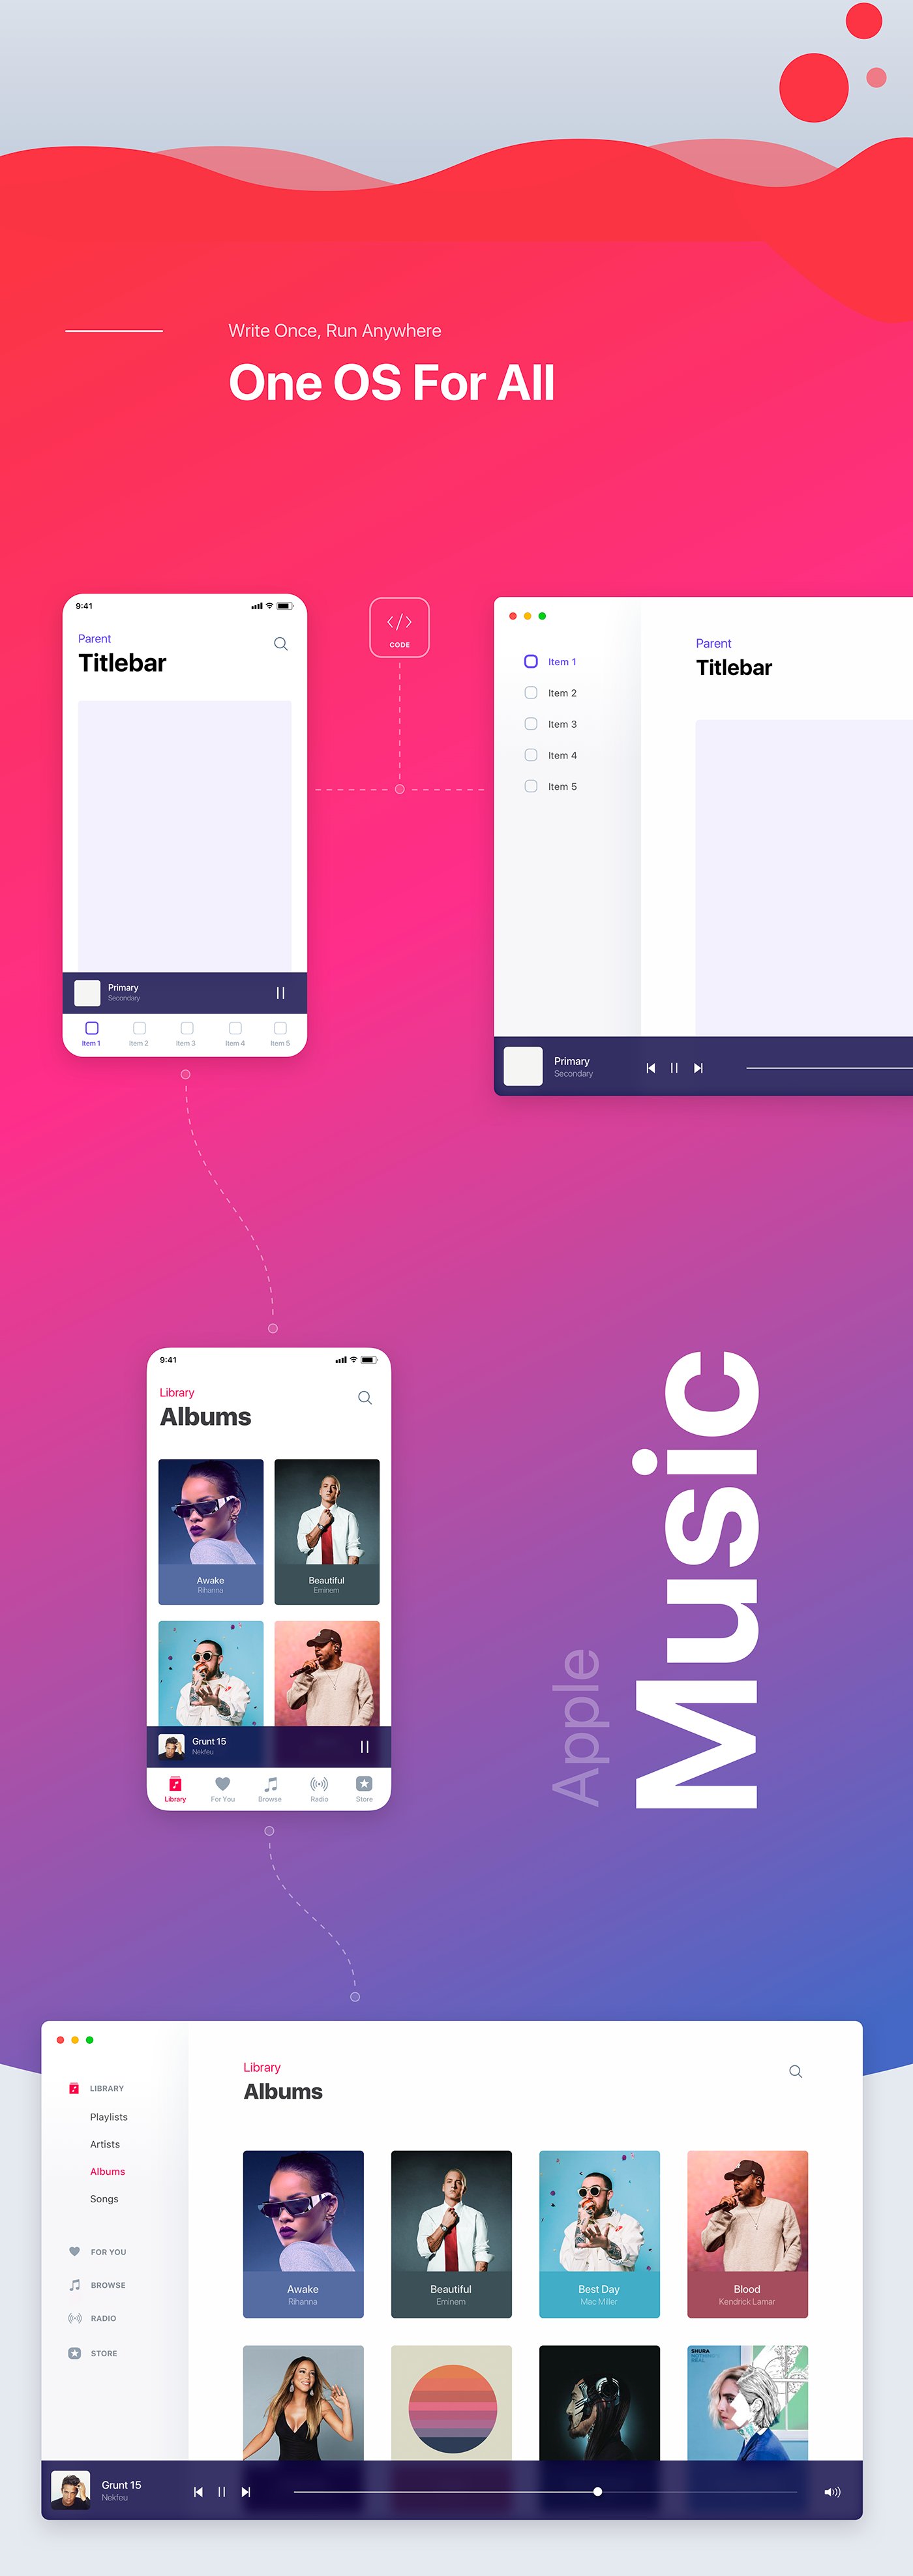 Write Once, Run Anywhere
One OS For All
9:41
Parent
Titlebar
Primary
Secondary
Item 1
Item 2
Item 3
Item 4
Item 5
</>
CODE
Item 1
Item 2
Item 3
Item 4
Item 5
Parent
Titlebar
Primary
Secondary
9:41
Library
Albums
Awake
Rihanna
Beautiful
Eminem
Grunt 15
Nekfeu
Library
For You
Browse
Radio
Store
Apple
Music
LIBRARY
Playlists
Artists
Albums
Songs
FOR YOU
BROWSE
RADIO
STORE
Library
Albums
Awake
Rihanna
Beautiful
Eminem
Best Day
Mac Miller
Blood
Kendrick Lamar
SHURA
NOTHING'S
REAL
Grunt 15
Nekfeu